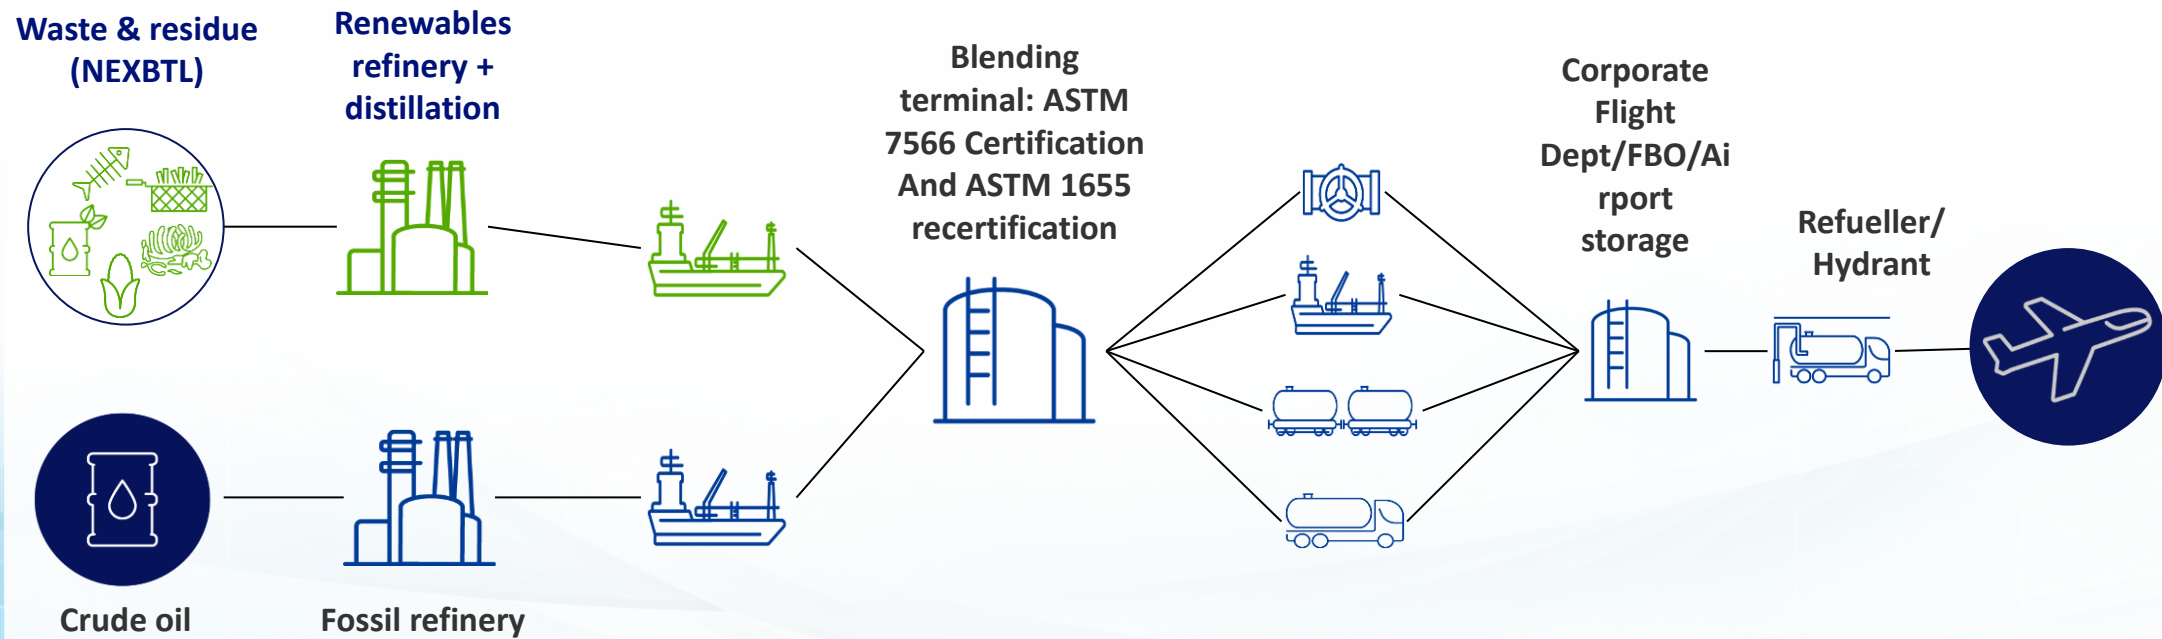 Waste & residue
(NEXBTL)
Renewables
refinery +
distillation
Blending
terminal: ASTM
7566 Certification
And ASTM 1655
recertification
Corporate
Flight
Dept/FBO/Ai
rport
storage
Refueller/
Hydrant
Crude oil
Fossil refinery